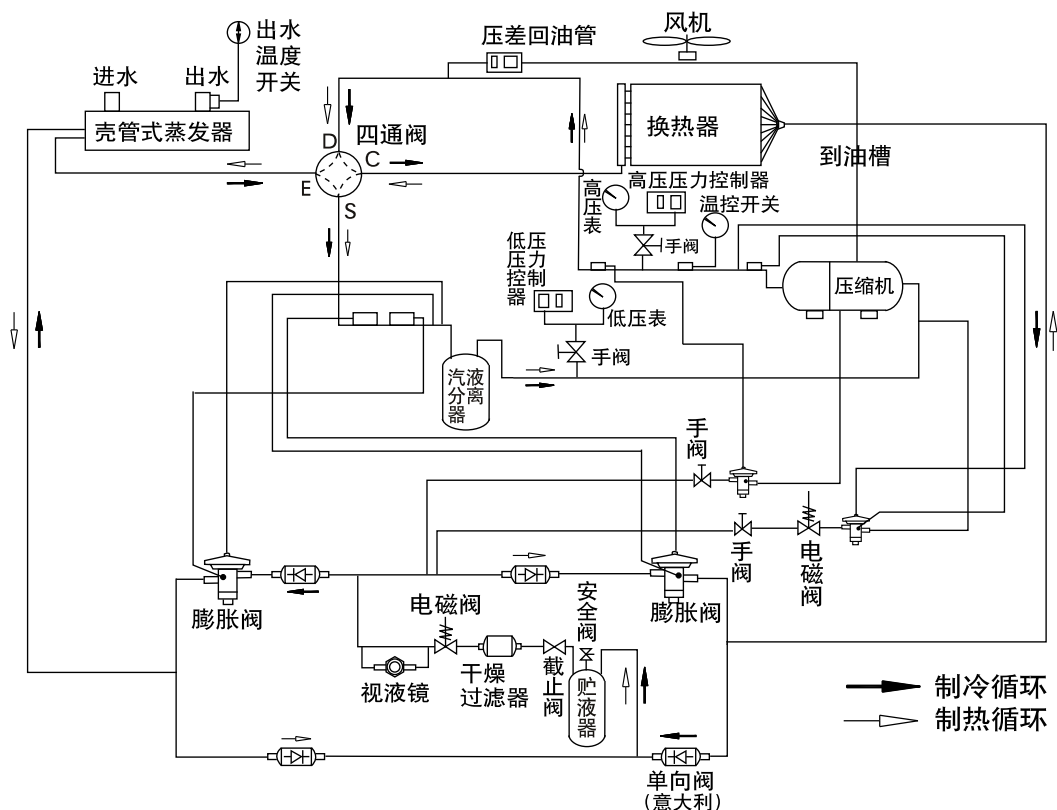 出水
温度
开关
进水
出水
壳管式蒸发器
压差回油管
风机
换热器
四通阀
D
C
E
S
到油槽
高压表
高压压力控制器
温控开关
手阀
低压
压力
控制
器
低压表
手阀
压缩机
汽液
分离
器
手阀
手阀
电磁阀
膨胀阀
膨胀阀
电磁阀
安全阀
视液镜
干燥
过滤器
截止阀
贮液器
单向阀
(意大利)
制冷循环
制热循环